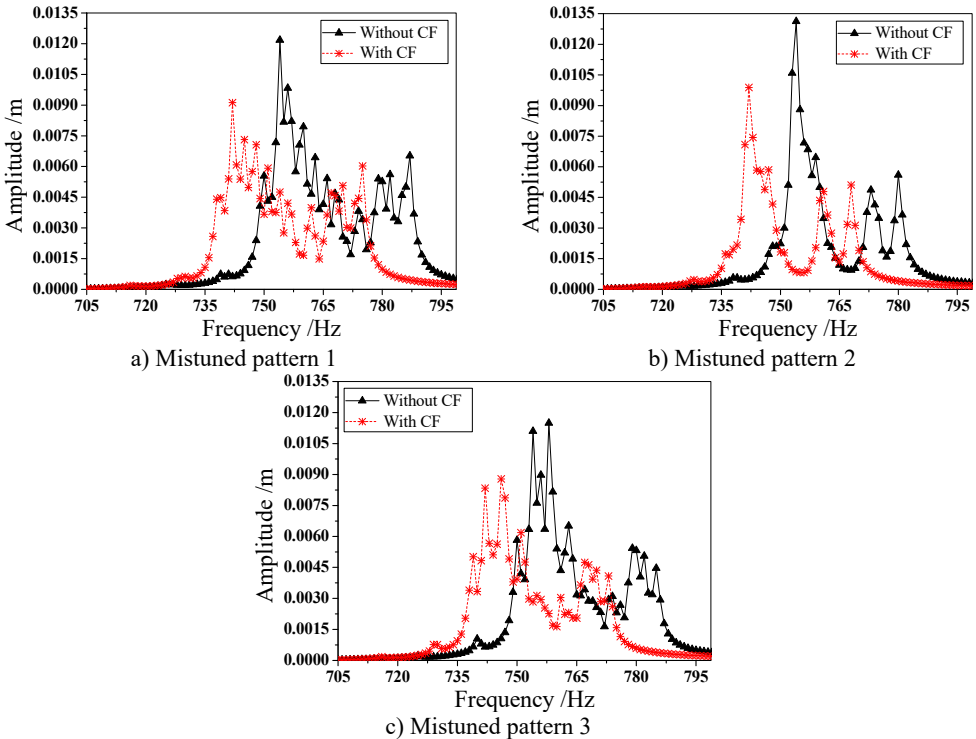 0.0135
0.0120
0.0105
0.0090
0.0075
0.0060
0.0045
0.0030
0.0015
0.0000
Amplitude /m
Without CF
With CF
705 720 735 750 765 780 795
Frequency /Hz
a) Mistuned pattern 1
0.0135
0.0120
0.0105
0.0090
0.0075
0.0060
0.0045
0.0030
0.0015
0.0000
Amplitude /m
Without CF
With CF
705 720 735 750 765 780 795
Frequency /Hz
b) Mistuned pattern 2
0.0135
0.0120
0.0105
0.0090
0.0075
0.0060
0.0045
0.0030
0.0015
0.0000
Amplitude /m
Without CF
With CF
705 720 735 750 765 780 795
Frequency /Hz
c) Mistuned pattern 3